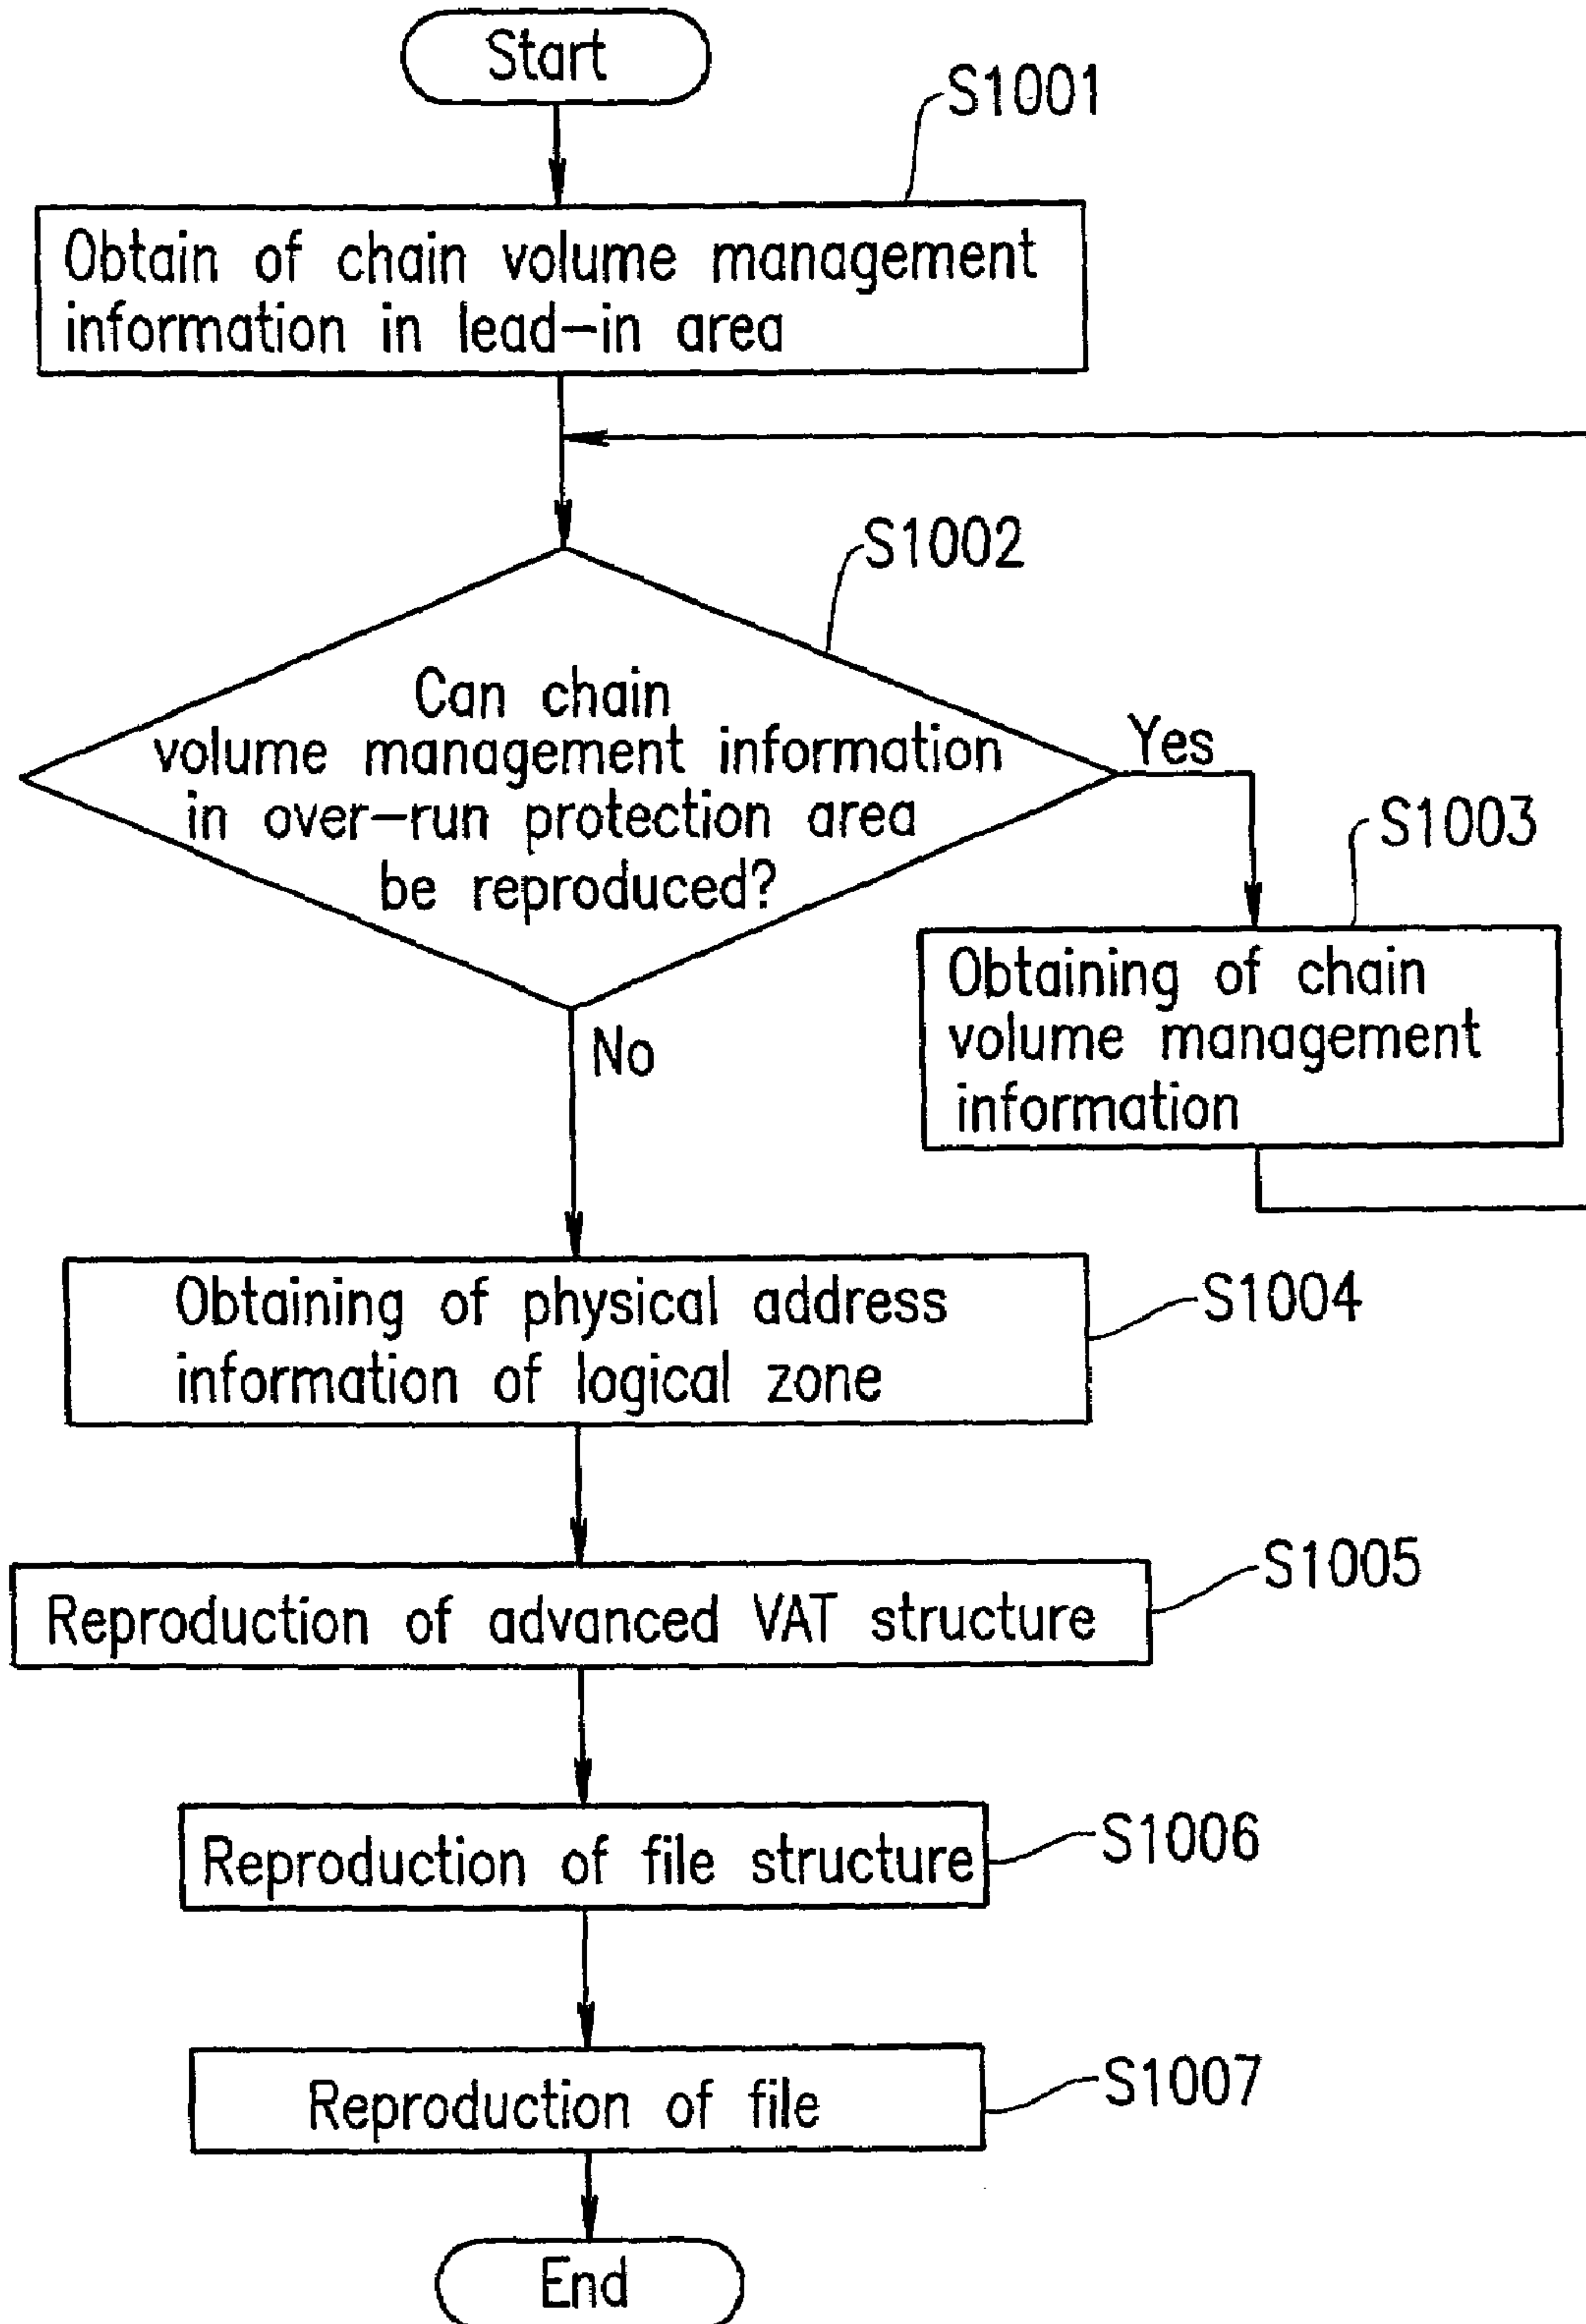 Start
S1001
Obtain of chain volume management
information in lead-in area
S1002
Can chain
volume management information
in over-run protection area
be reproduced?
Yes
S1003
Obtaining of chain
volume management
information
No
Obtaining of physical address
information of logical zone
S1004
Reproduction of advanced VAT structure
S1005
Reproduction of file structure
S1006
Reproduction of file
S1007
End